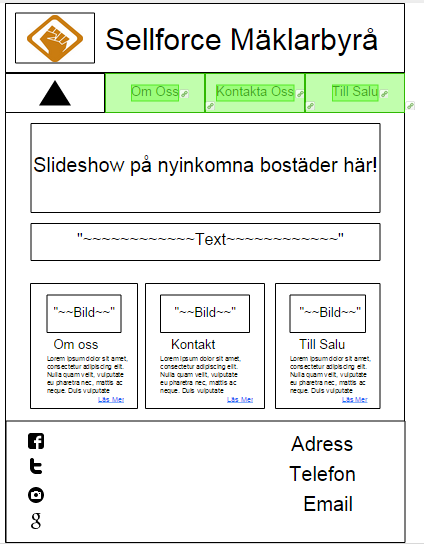 Sellforce Mäklarbyrå
Om Oss
Kontakta Oss
Till Salu
Slideshow på nyinkomna bostäder här!
"~~~~~~~~~~~~Text~~~~~~~~~~~~"
"~~Bild~~"
Om oss
Lorem ipsum dolor sit amet,
consectetur adipiscing elit.
Nulla quam velit, vulputate
eu pharetra nec, mattis ac
neque. Duis vulputate
Läs Mer
"~~Bild~~"
Kontakt
Lorem ipsum dolor sit amet,
consectetur adipiscing elit.
Nulla quam velit, vulputate
eu pharetra nec, mattis ac
neque. Duis vulputate
Läs Mer
"~~Bild~~"
Till Salu
Lorem ipsum dolor sit amet,
consectetur adipiscing elit.
Nulla quam velit, vulputate
eu pharetra nec, mattis ac
neque. Duis vulputate
Läs Mer
Adress
Telefon
Email